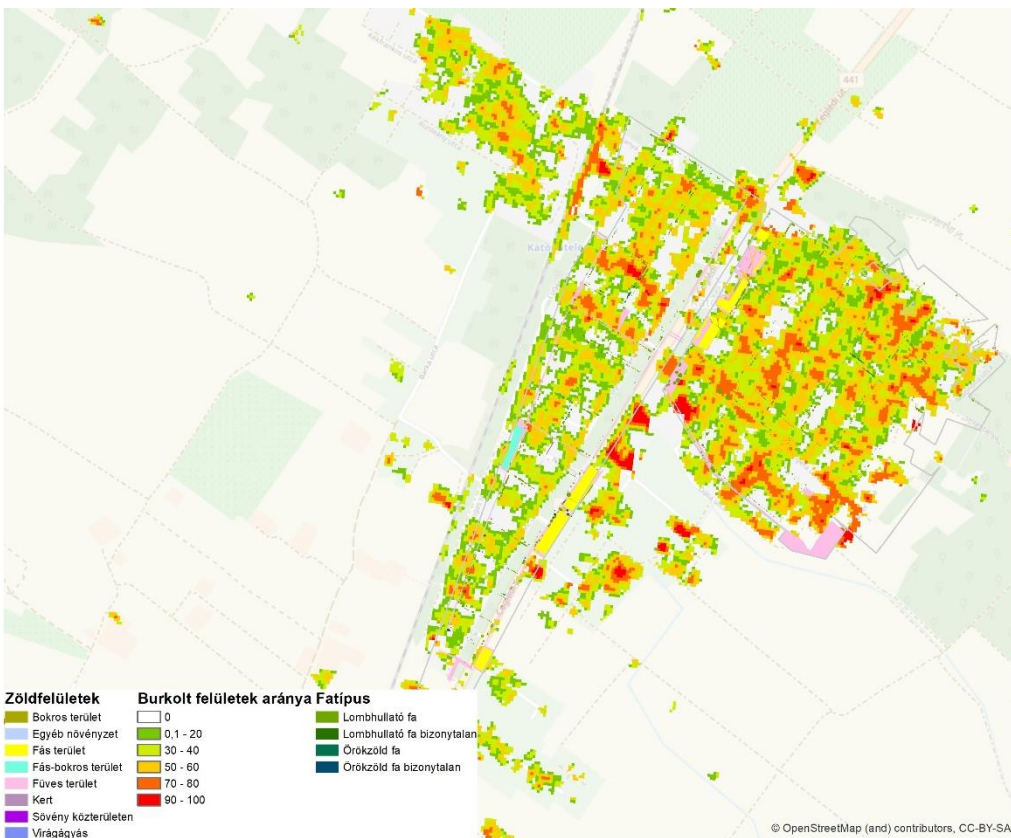 441
Ceglédi út
Zöldfelületek
Bokros terület
Egyéb növényzet
Fás terület
Fás-bokros terület
Füves terület
Kert
Sövény közterületen
Virágágyás
Burkolt felületek aránya
0
0,1 - 20
30 - 40
50 - 60
70 - 80
90 - 100
Fatípus
Lombhullató fa
Lombhullató fa bizonytalan
Örökzöld fa
Örökzöld fa bizonytalan
© OpenStreetMap (and) contributors, CC-BY-SA